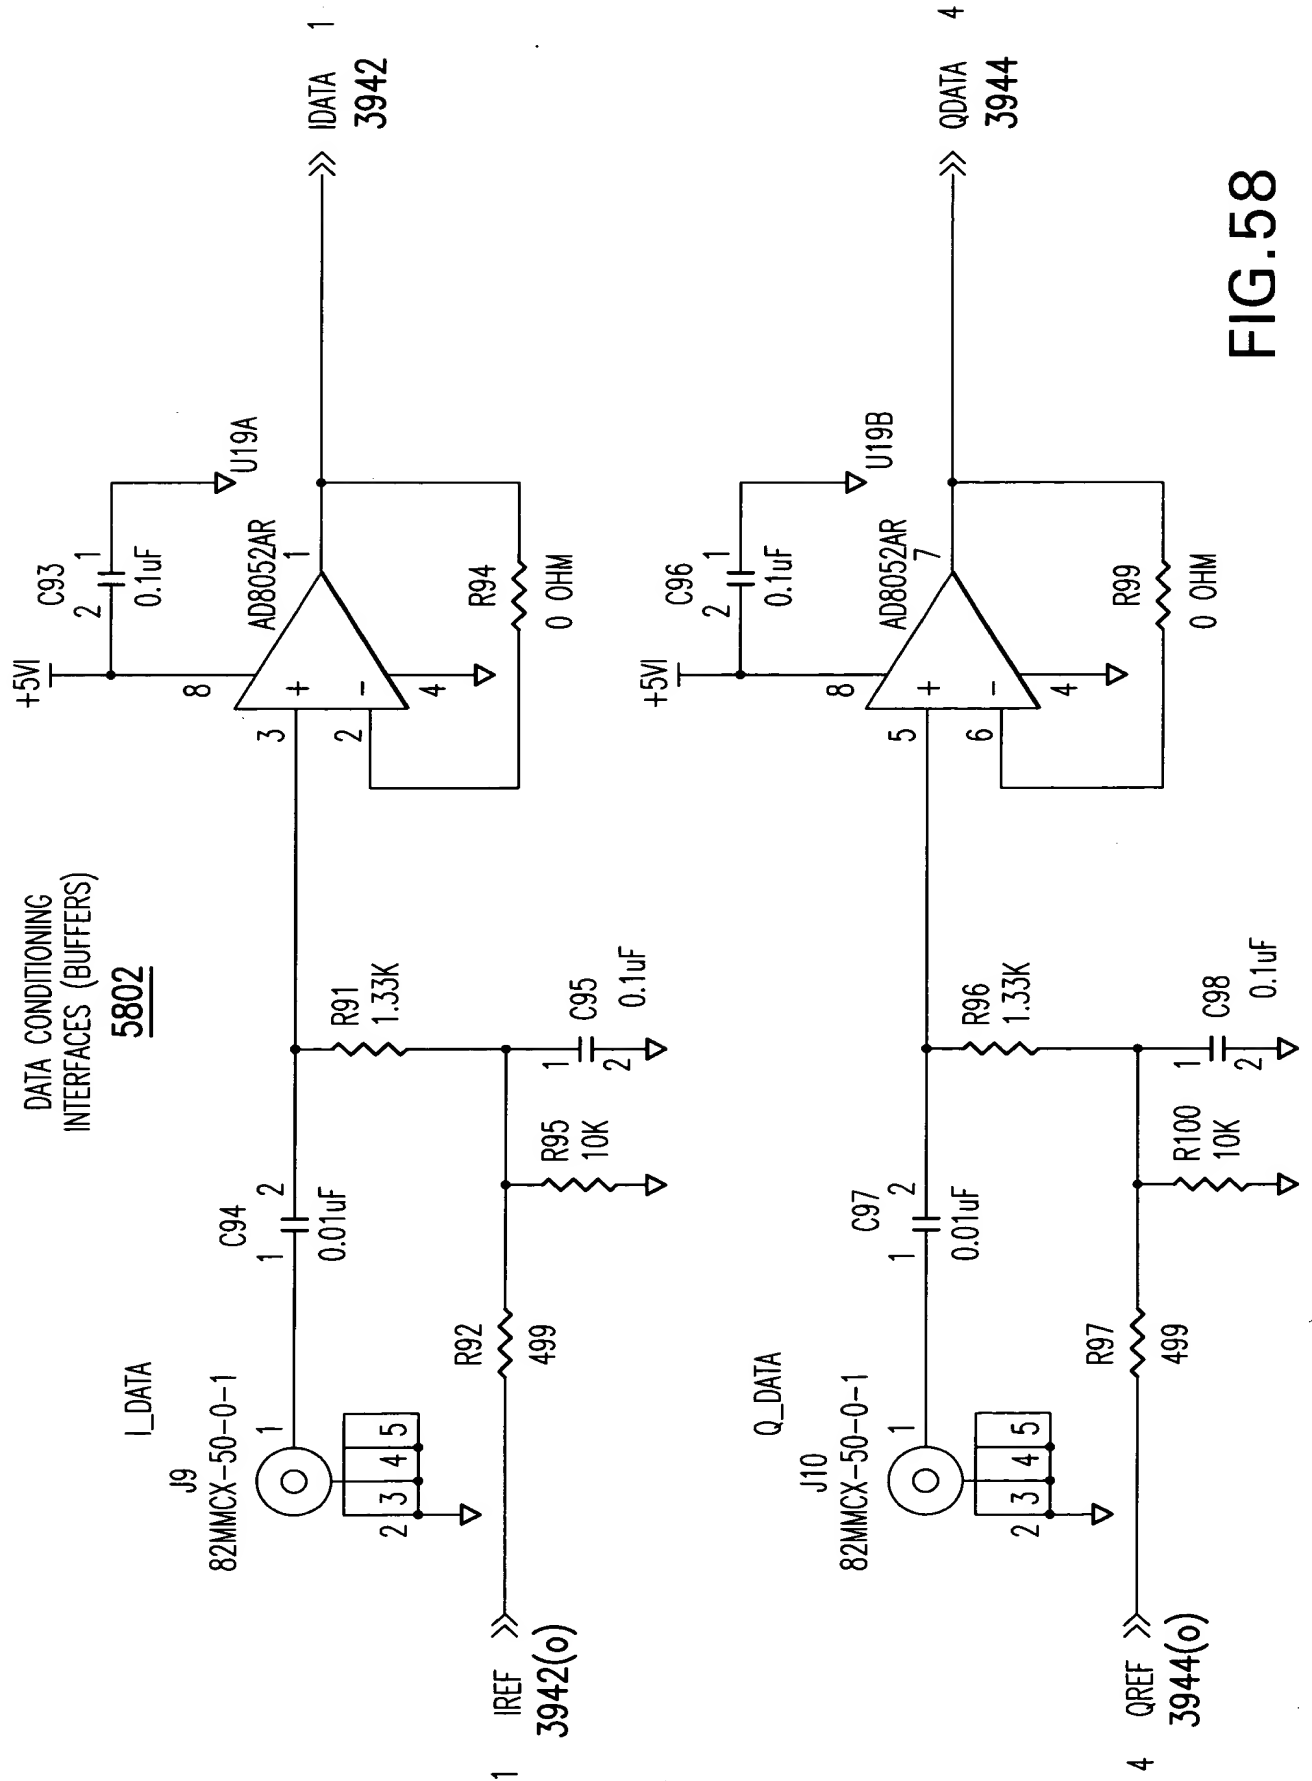 DATA CONDITIONING
INTERFACES (BUFFERS)
5802
I_DATA
J9
82MMCX-50-0-1
1
2
3
4
5
C94
1
2
0.01uF
R91
1.33K
R92
499
R95
10K
C95
1
2
0.1uF
IREF
3942(o)
1
+5VI
C93
2
1
0.1uF
U19A
AD8052AR
8
3
+
2
-
4
1
R94
0 OHM
IDATA
3942
1
Q_DATA
J10
82MMCX-50-0-1
1
2
3
4
5
C97
1
2
0.01uF
R96
1.33K
R97
499
R100
10K
C98
1
2
0.1uF
QREF
3944(o)
4
+5VI
C96
2
1
0.1uF
U19B
AD8052AR
8
5
+
6
-
4
7
R99
0 OHM
QDATA
3944
4
FIG.58